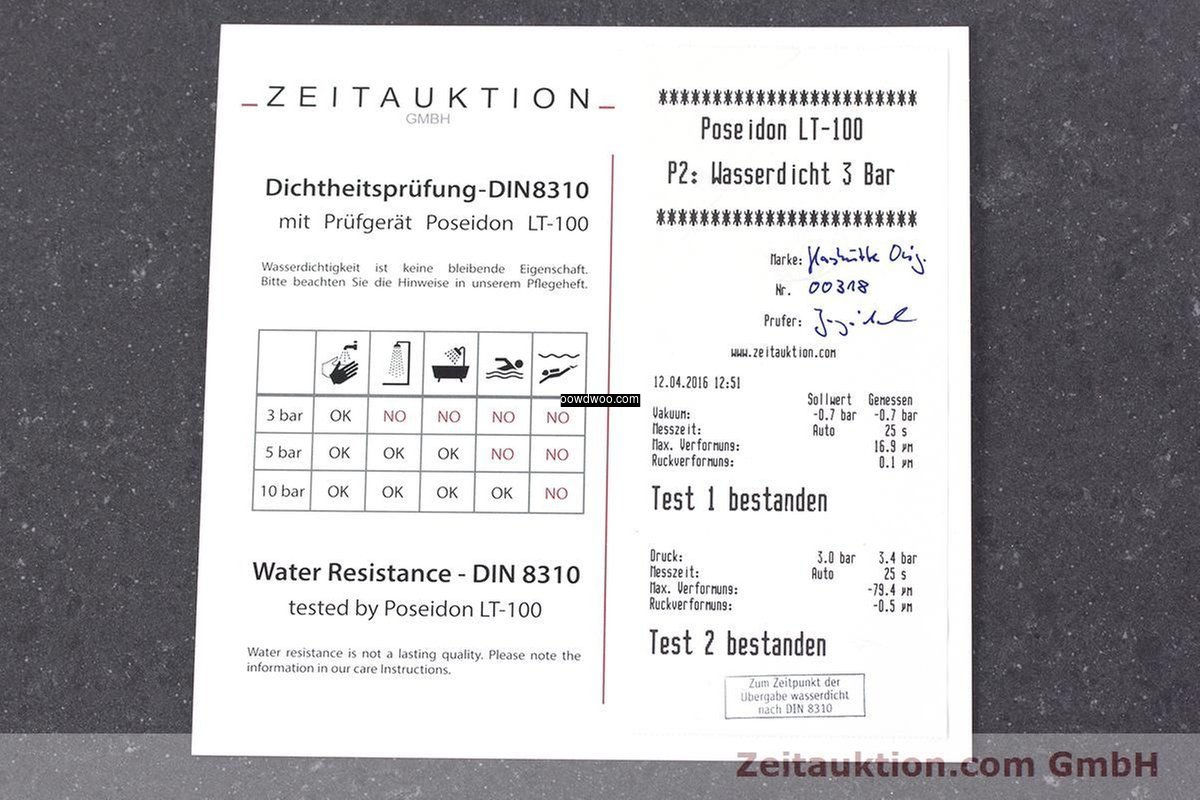 ZEITAUKTION
GMBH
Dichtheitsprüfung-DIN8310
mit Prüfgerät Poseidon LT-100
Wasserdichtigkeit ist keine bleibende Eigenschaft.
Bitte beachten Sie die Hinweise in unserem Pflegeheft.
3 bar OK NO NO NO NO
5 bar OK OK OK NO NO
10 bar OK OK OK OK NO
Water Resistance - DIN 8310
tested by Poseidon LT-100
Water resistance is not a lasting quality. Please note the
information in our care Instructions.
************************
Poseidon LT-100
P2: Wasserdicht 3 Bar
************************
Marke: Glashütte Orig.
Nr. 00318
Prufer:
www.zeitauktion.com
12.04.2016 12:51
Sollwert Gemessen
Vakuum: -0.7 bar -0.7 bar
Messzeit: Auto 25 s
Max. Verformung: 16.9 µm
Ruckverformung: 0.1 µm
Test 1 bestanden
Druck: 3.0 bar 3.4 bar
Messzeit: Auto 25 s
Max. Verformung: -79.4 µm
Ruckverformung: -0.5 µm
Test 2 bestanden
Zum Zeitpunkt der
Übergabe wasserdicht
nach DIN 8310
oowdwoo.com
Zeitauktion.com GmbH